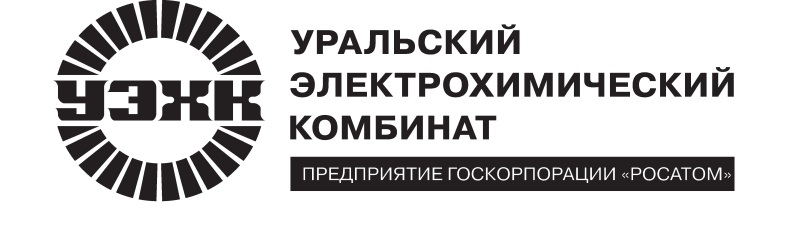 УЭХК
УРАЛЬСКИЙ
ЭЛЕКТРОХИМИЧЕСКИЙ
КОМБИНАТ
ПРЕДПРИЯТИЕ ГОСКОРПОРАЦИИ «РОСАТОМ»